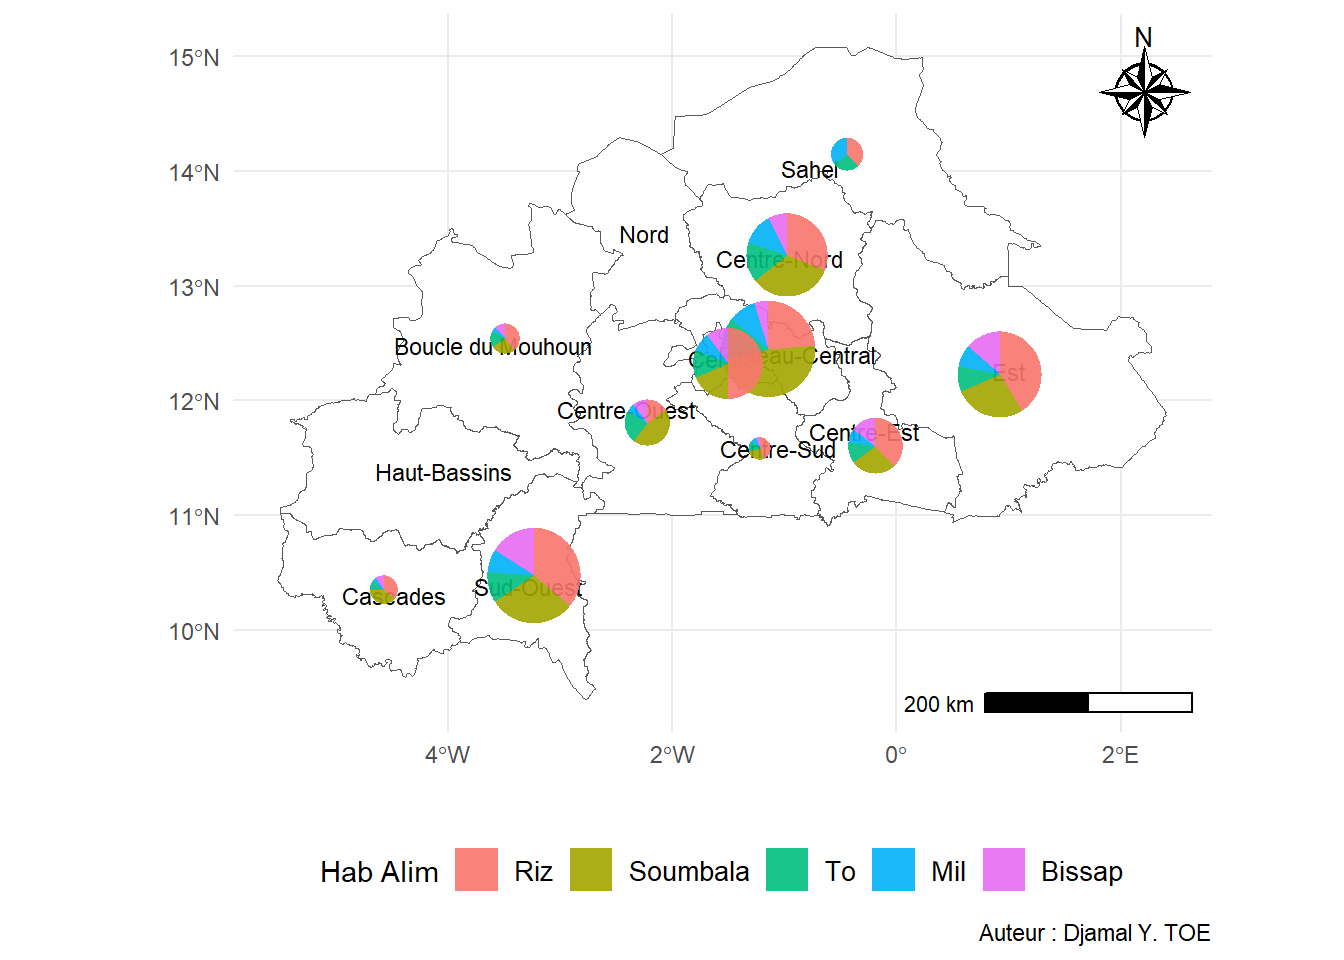 N
15°N
14°N
13°N
12°N
11°N
10°N
Sahel
Nord
Centre-Nord
Boucle du Mouhoun
Est
Centre-Ouest
Centre-Est
Centre-Sud
Haut-Bassins
Sud-Ouest
Cascades
200 km
4°W
2°W
0°
2°E
Hab Alim
Riz
Soumbala
To
Mil
Bissap
Auteur : Djamal Y. TOE